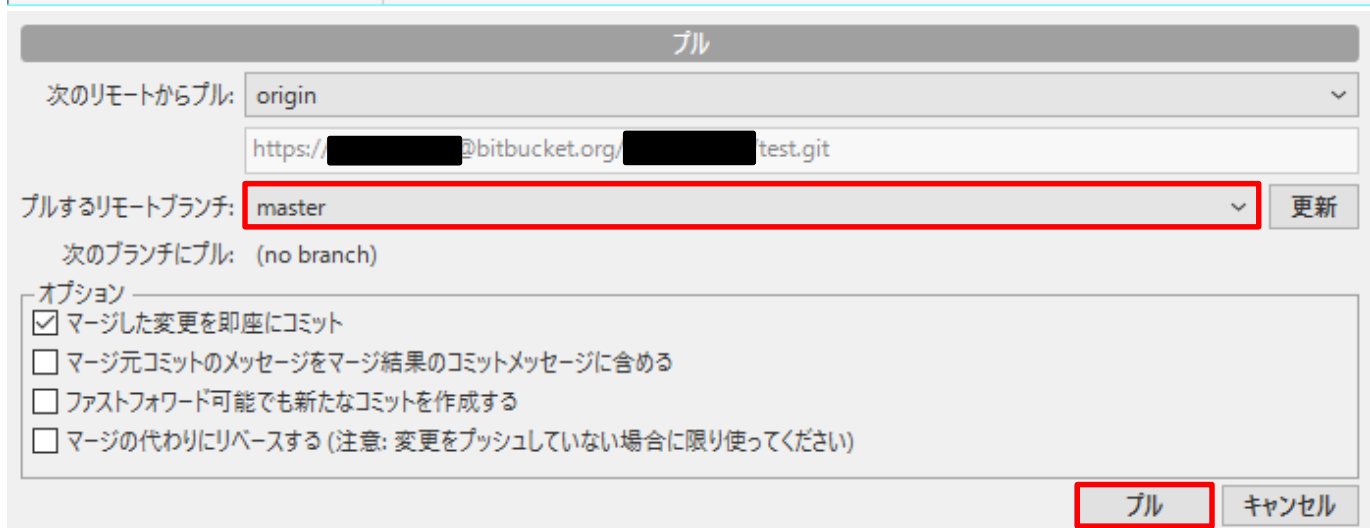 プル
次のリモートからプル: origin
https:// @bitbucket.org/ /test.git
プルするリモートブランチ: master 更新
次のブランチにプル: (no branch)
オプション
マージした変更を即座にコミット
マージ元コミットのメッセージをマージ結果のコミットメッセージに含める
ファストフォワード可能でも新たなコミットを作成する
マージの代わりにリベースする (注意: 変更をプッシュしていない場合に限り使ってください)
プル キャンセル